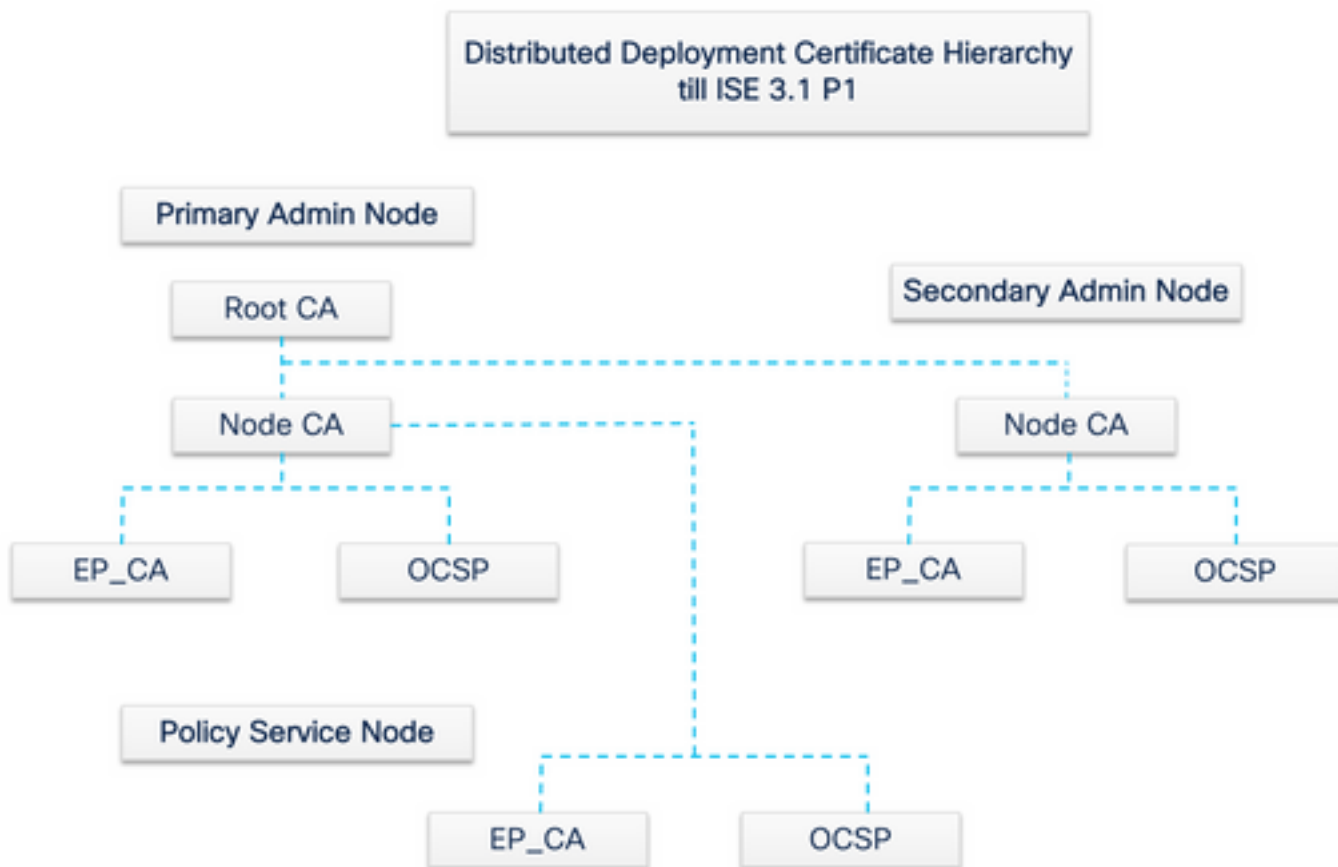 Distributed Deployment Certificate Hierarchy
till ISE 3.1 P1
Primary Admin Node
Secondary Admin Node
Root CA
Node CA
Node CA
EP_CA
OCSP
EP_CA
OCSP
Policy Service Node
EP_CA
OCSP